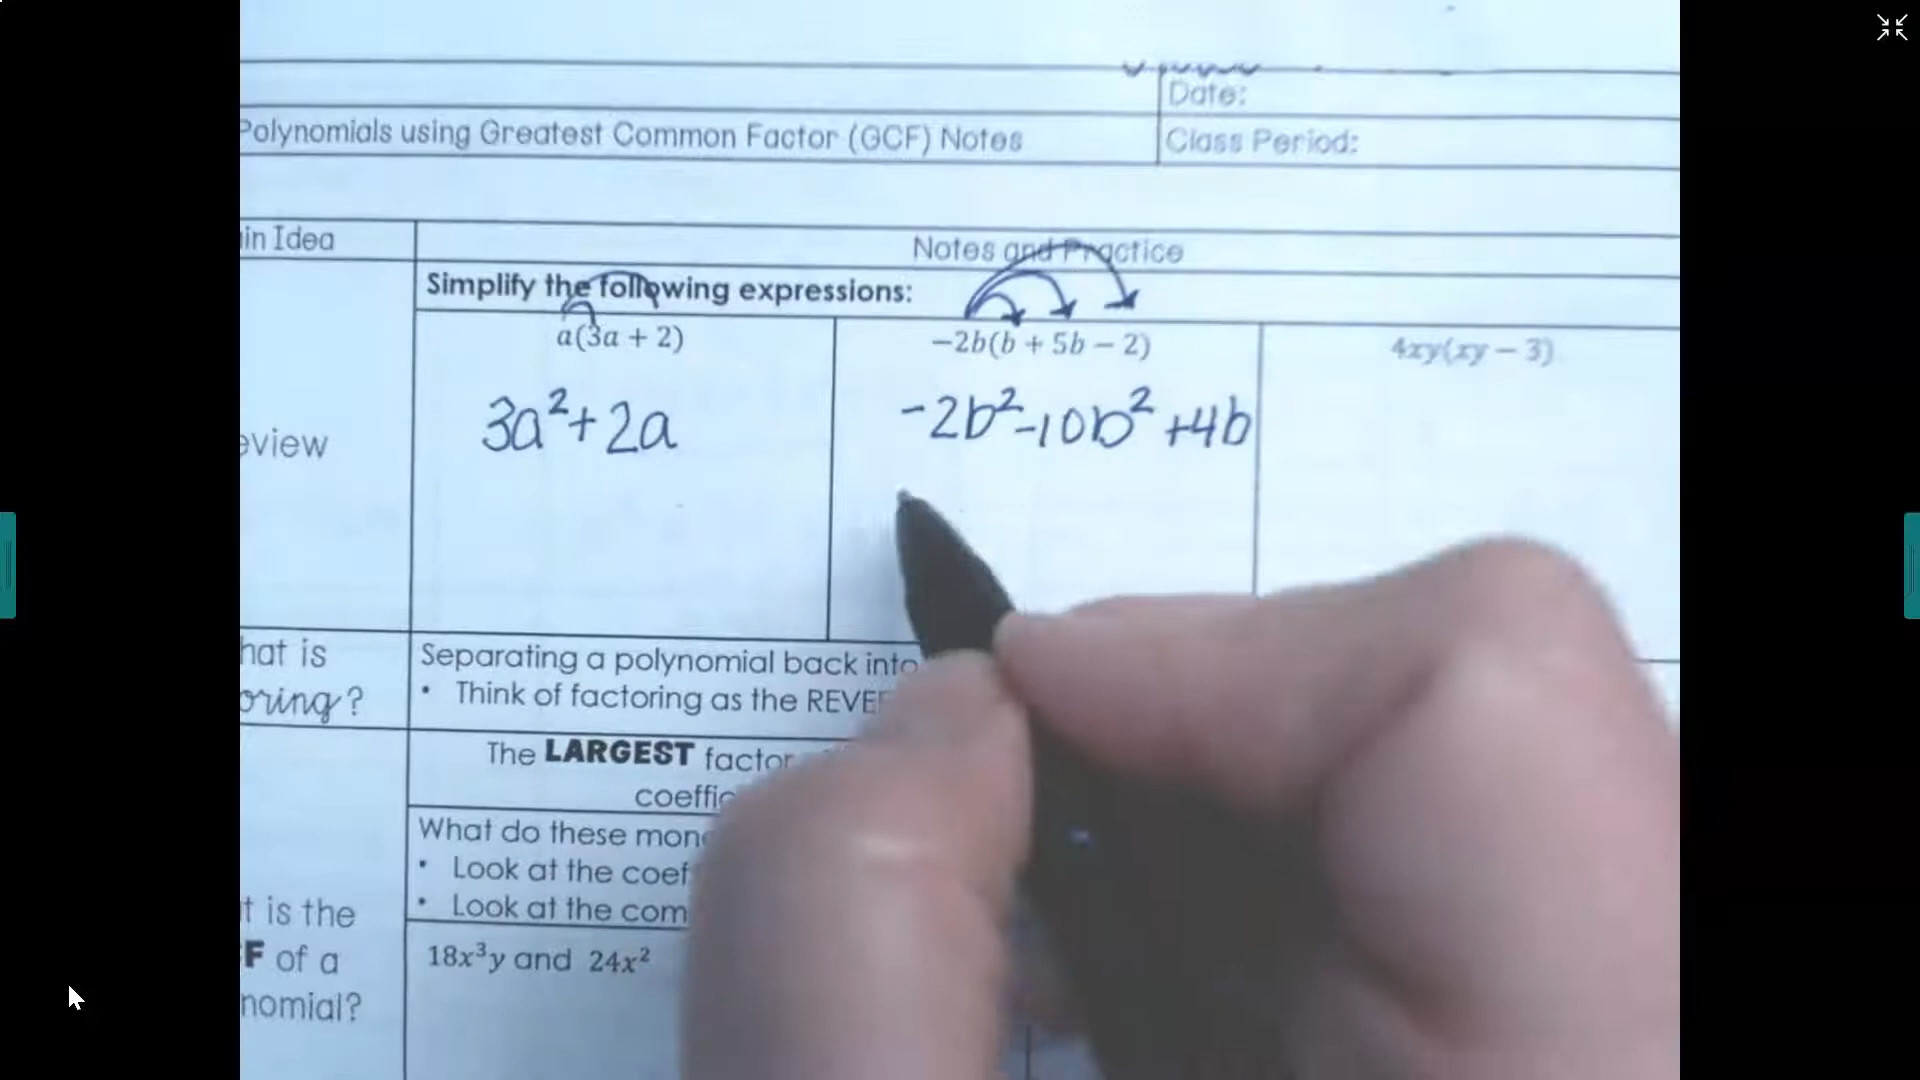 Date:
Polynomials using Greatest Common Factor (GCF) Notes
Class Period:
in Idea
Notes and Practice
Simplify the following expressions:
a(3a + 2)
−2b(b + 5b − 2)
4xy(xy − 3)
3a²+2a
-2b²-10b²+4b
eview
hat is
oring?
Separating a polynomial back into
• Think of factoring as the REVE
The LARGEST factor
coeffic
What do these mono
• Look at the coef
• Look at the com
t is the
F of a
nomial?
18x³y and 24x²